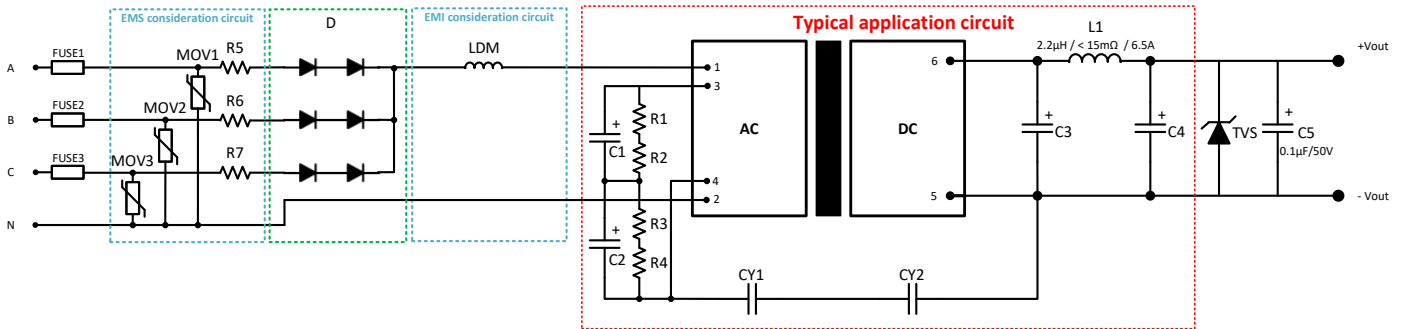 EMS consideration circuit
D
EMI consideration circuit
Typical application circuit
L1
2.2µH / < 15mΩ / 6.5A
FUSE1
MOV1
R5
LDM
A
1
6
+Vout
3
FUSE2
MOV2
R6
R1
B
AC
DC
C1
C3
C4
TVS
C5
0.1µF/50V
FUSE3
MOV3
R7
R2
C
4
2
5
- Vout
N
R3
C2
R4
CY1
CY2
+
+
+
+
+